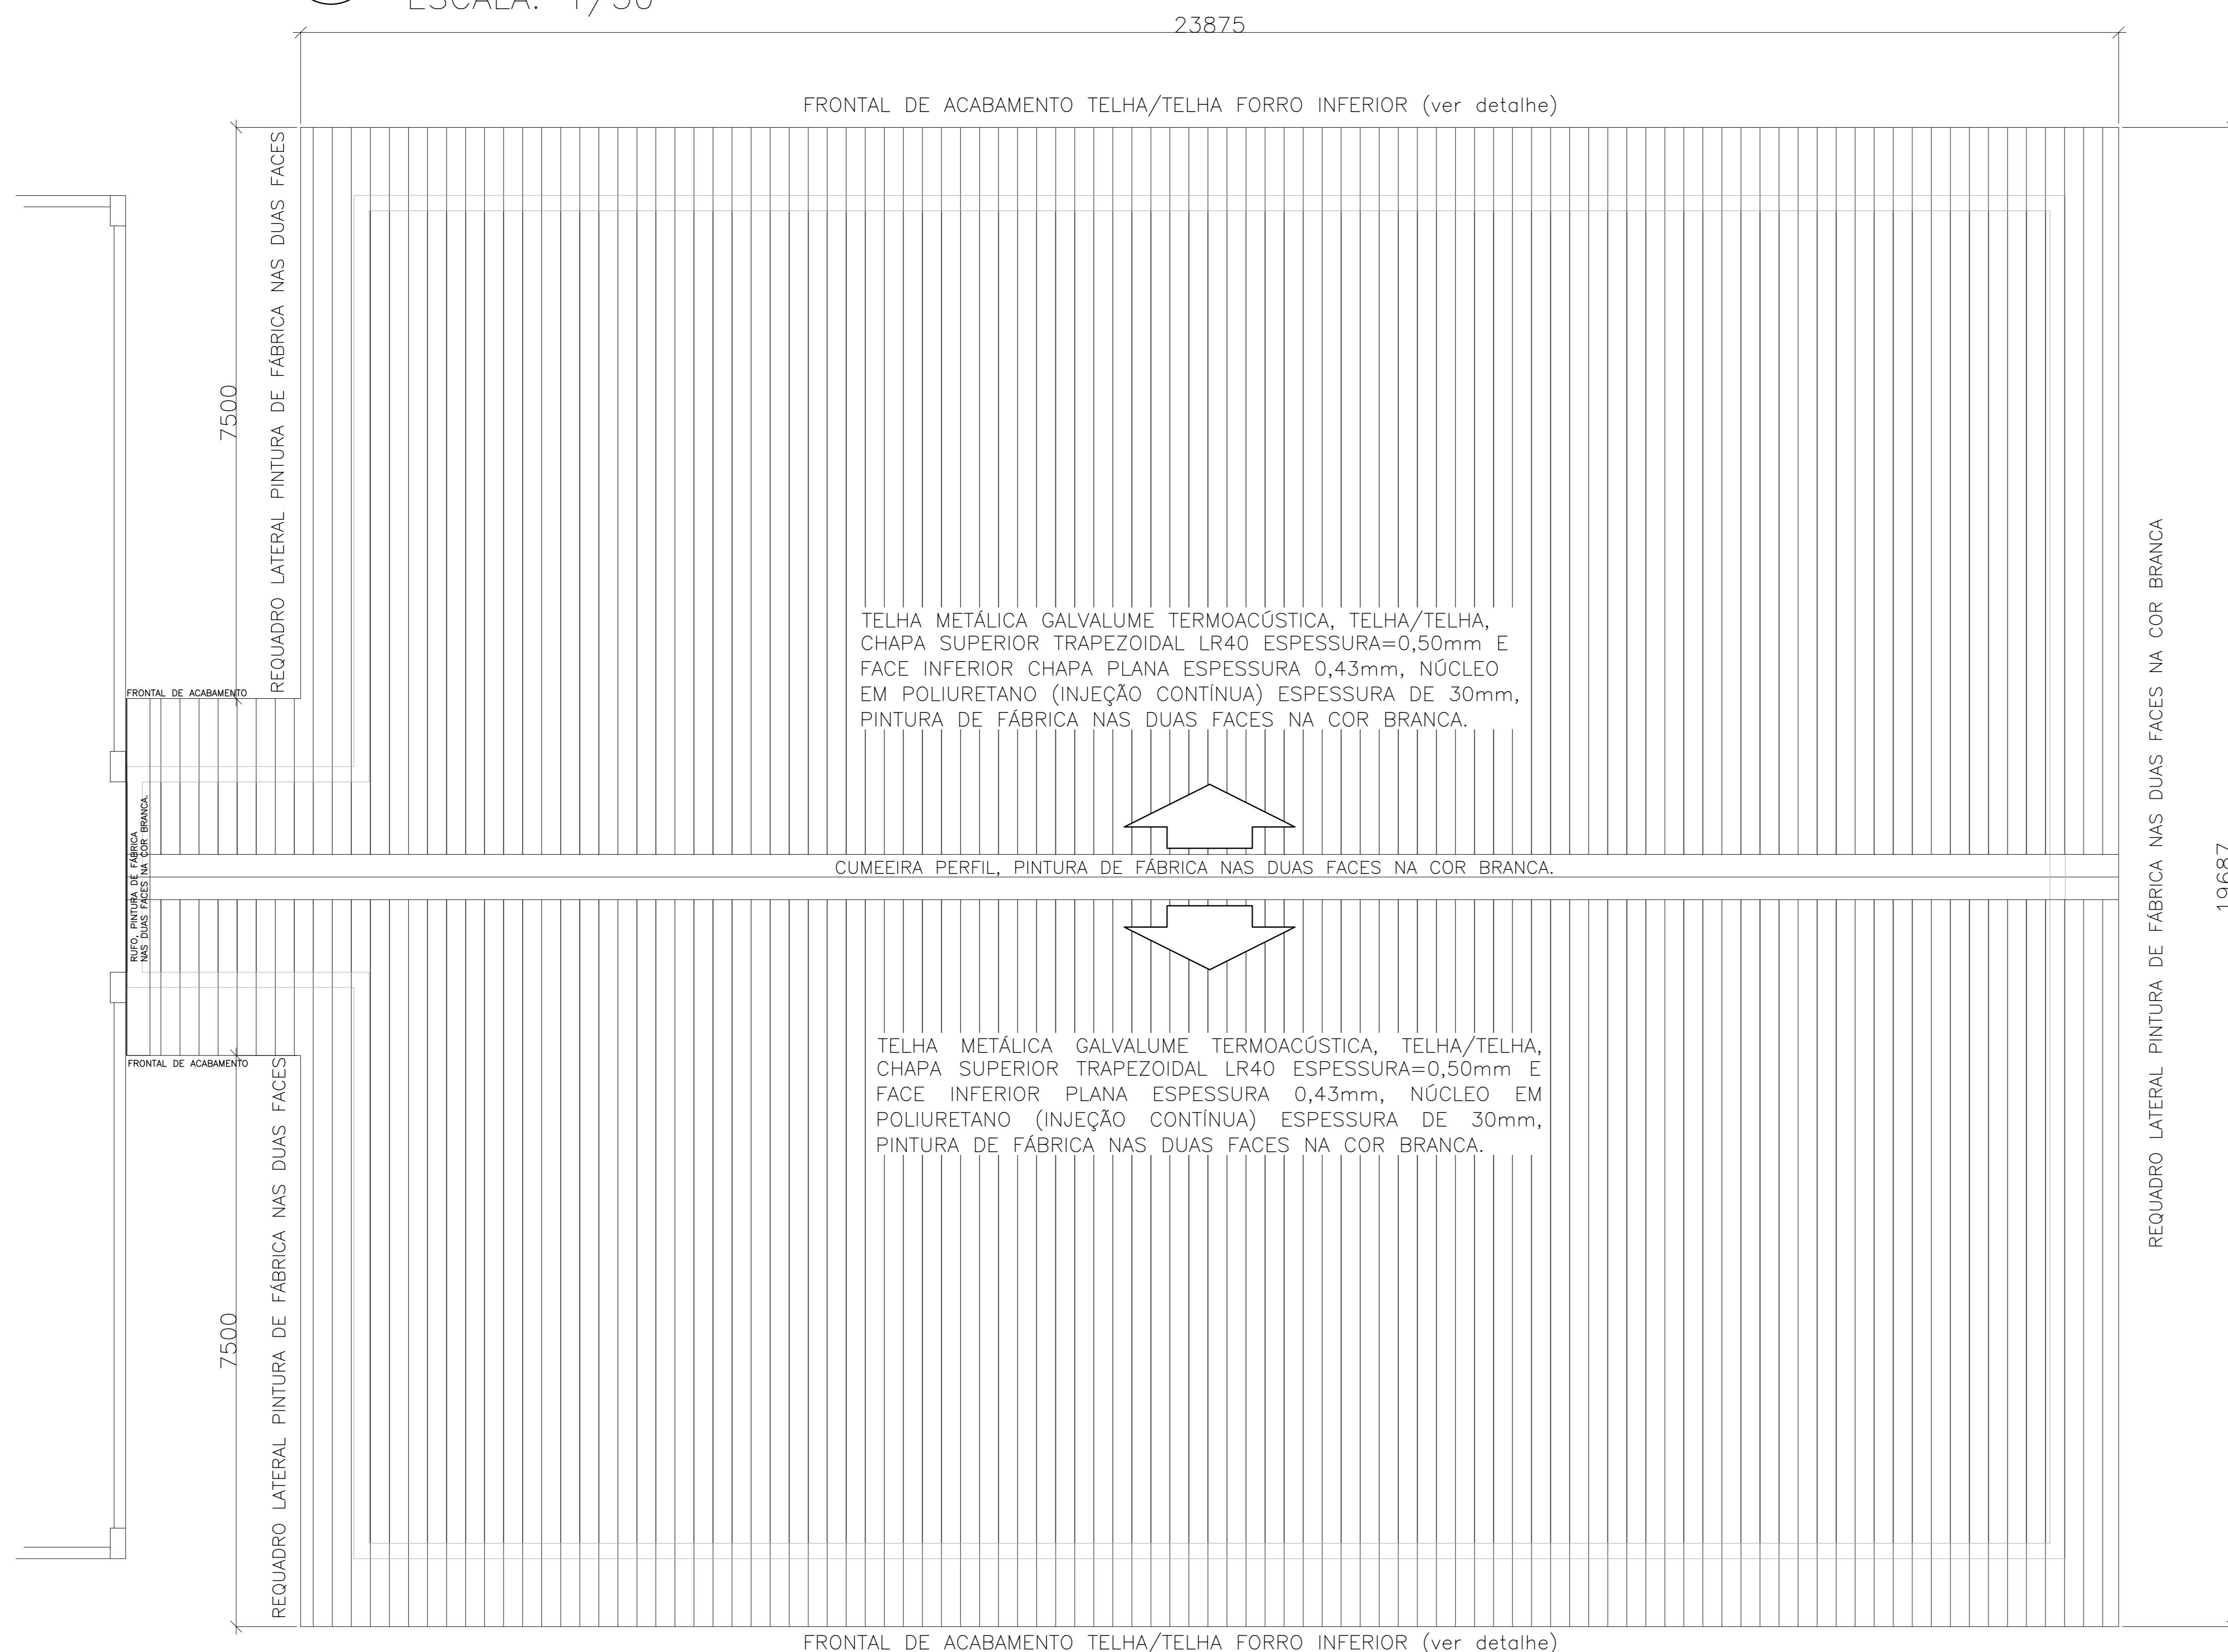 ESCALA: 1/50
23875
FRONTAL DE ACABAMENTO TELHA/TELHA FORRO INFERIOR (ver detalhe)
REQUADRO LATERAL PINTURA DE FÁBRICA NAS DUAS FACES
7500
TELHA METÁLICA GALVALUME TERMOACÚSTICA, TELHA/TELHA,
CHAPA SUPERIOR TRAPEZOIDAL LR40 ESPESSURA=0,50mm E
FACE INFERIOR CHAPA PLANA ESPESSURA 0,43mm, NÚCLEO
EM POLIURETANO (INJEÇÃO CONTÍNUA) ESPESSURA DE 30mm,
PINTURA DE FÁBRICA NAS DUAS FACES NA COR BRANCA.
FRONTAL DE ACABAMENTO
RUFO, PINTURA DE FÁBRICA
NAS DUAS FACES NA COR BRANCA.
CUMEEIRA PERFIL, PINTURA DE FÁBRICA NAS DUAS FACES NA COR BRANCA.
REQUADRO LATERAL PINTURA DE FÁBRICA NAS DUAS FACES NA COR BRANCA
19687
FRONTAL DE ACABAMENTO
TELHA METÁLICA GALVALUME TERMOACÚSTICA, TELHA/TELHA,
CHAPA SUPERIOR TRAPEZOIDAL LR40 ESPESSURA=0,50mm E
FACE INFERIOR PLANA ESPESSURA 0,43mm, NÚCLEO EM
POLIURETANO (INJEÇÃO CONTÍNUA) ESPESSURA DE 30mm,
PINTURA DE FÁBRICA NAS DUAS FACES NA COR BRANCA.
7500
REQUADRO LATERAL PINTURA DE FÁBRICA NAS DUAS FACES
FRONTAL DE ACABAMENTO TELHA/TELHA FORRO INFERIOR (ver detalhe)